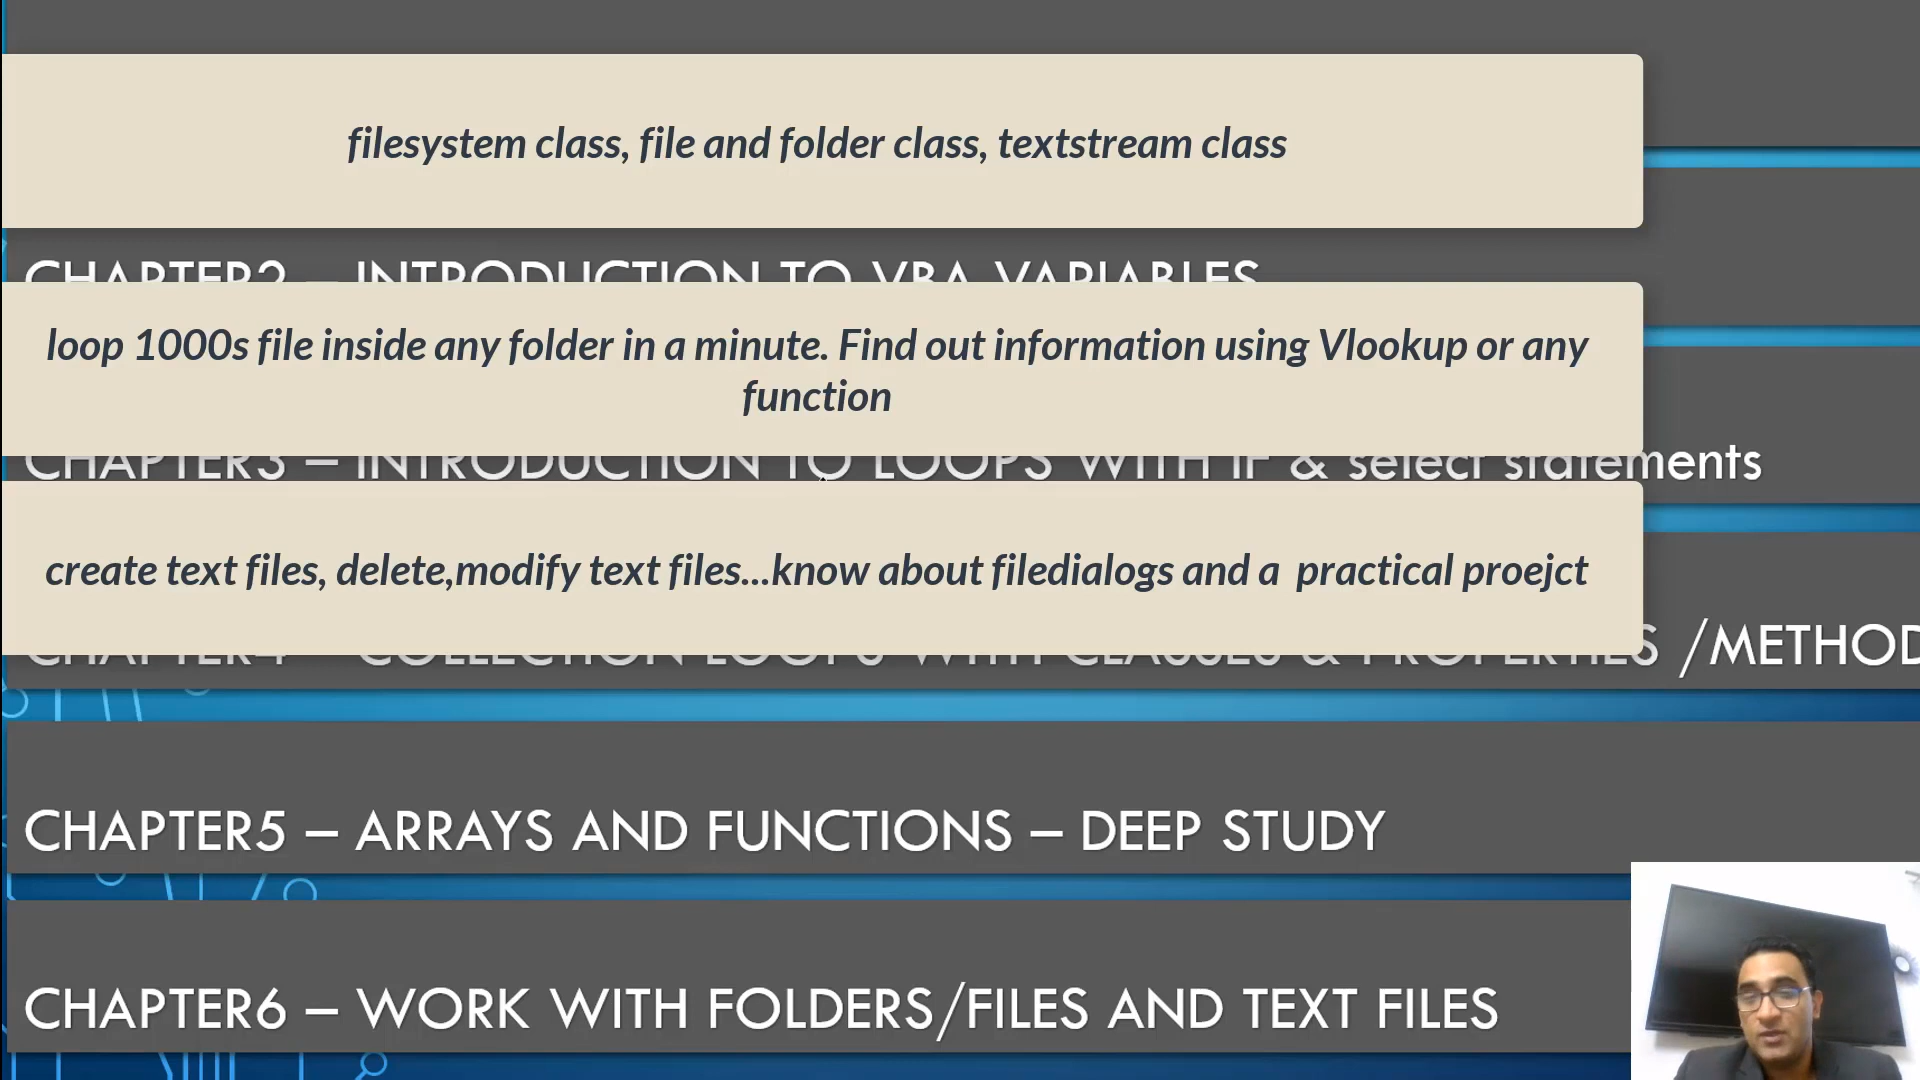 filesystem class, file and folder class, textstream class
CHAPTER2 – INTRODUCTION TO VBA VARIABLES
loop 1000s file inside any folder in a minute. Find out information using Vlookup or any
function
CHAPTER3 – INTRODUCTION TO LOOPS WITH IF & select statements
create text files, delete,modify text files...know about filedialogs and a practical proejct
CHAPTER4 – COLLECTION LOOPS WITH CLASSES & PROPERTIES /METHOD
CHAPTER5 – ARRAYS AND FUNCTIONS – DEEP STUDY
CHAPTER6 – WORK WITH FOLDERS/FILES AND TEXT FILES